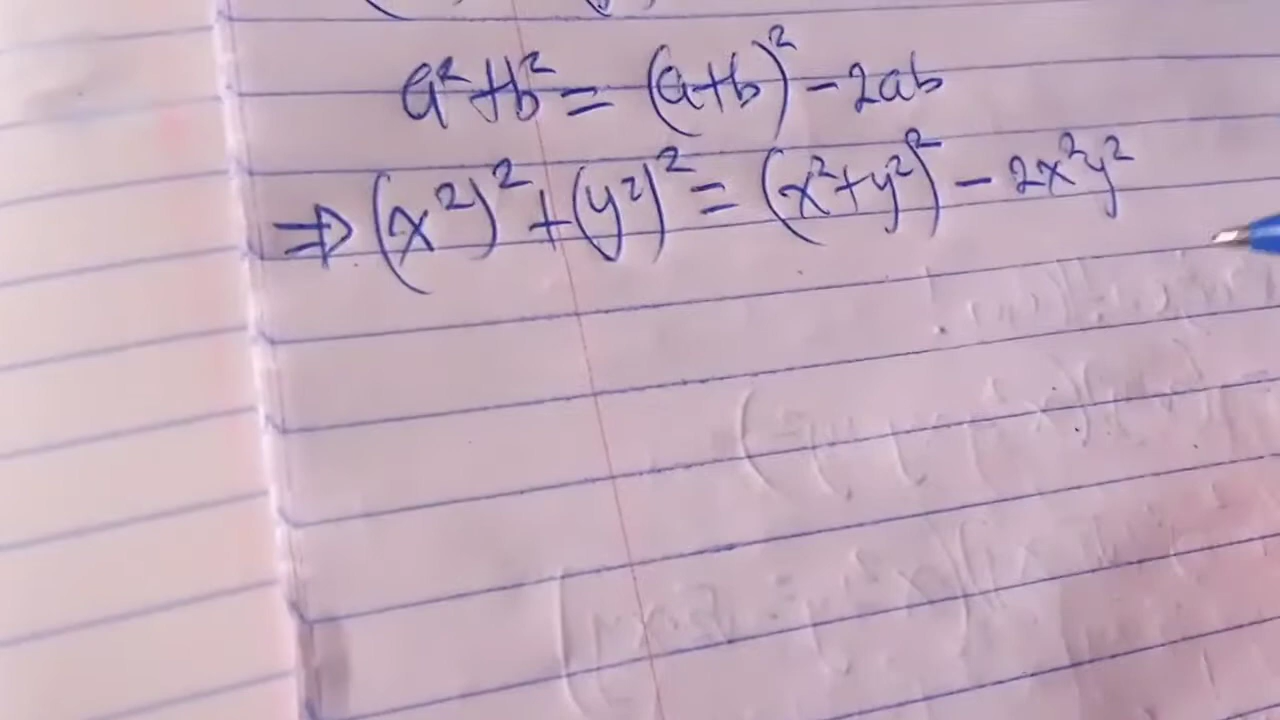 a² + b² = (a+b)² - 2ab
⇒ (x²)² + (y²)² = (x²+y²)² - 2x²y²